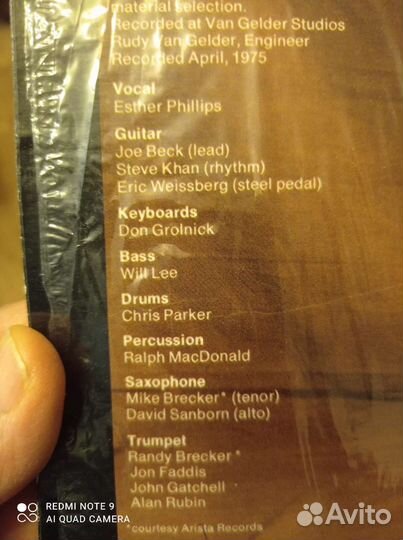 material selection.
Recorded at Van Gelder Studios
Rudy Van Gelder, Engineer
Recorded April, 1975
Vocal
Esther Phillips
Guitar
Joe Beck (lead)
Steve Khan (rhythm)
Eric Weissberg (steel pedal)
Keyboards
Don Grolnick
Bass
Will Lee
Drums
Chris Parker
Percussion
Ralph MacDonald
Saxophone
Mike Brecker* (tenor)
David Sanborn (alto)
Trumpet
Randy Brecker *
Jon Faddis
John Gatchell
Alan Rubin
*courtesy Arista Records
REDMI NOTE 9
AI QUAD CAMERA
Avito